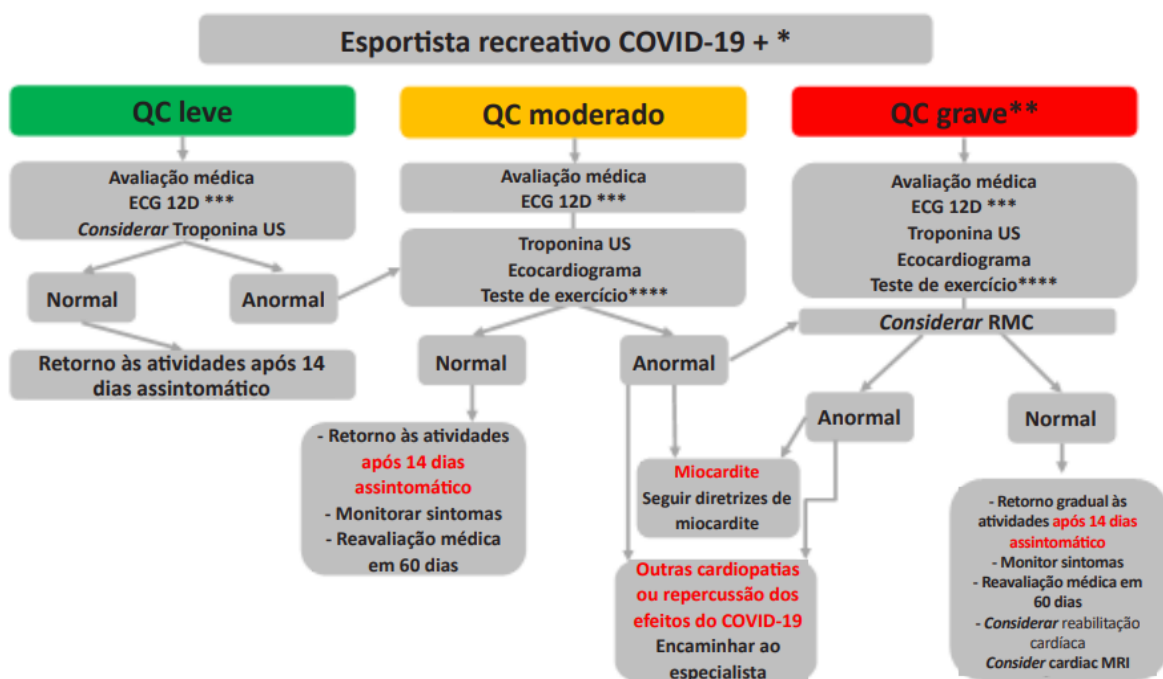 Esportista recreativo COVID-19 + *
QC leve
Avaliação médica
ECG 12D ***
Considerar Troponina US
Normal
Anormal
Retorno às atividades após 14
dias assintomático
QC moderado
Avaliação médica
ECG 12D ***
Troponina US
Ecocardiograma
Teste de exercício****
Normal
Anormal
- Retorno às atividades
após 14 dias
assintomático
- Monitorar sintomas
- Reavaliação médica
em 60 dias
Miocardite
Seguir diretrizes de
miocardite
Outras cardiopatias
ou repercussão dos
efeitos do COVID-19
Encaminhar ao
especialista
QC grave**
Avaliação médica
ECG 12D ***
Troponina US
Ecocardiograma
Teste de exercício****
Considerar RMC
Anormal
Normal
- Retorno gradual às
atividades após 14 dias
assintomático
- Monitor sintomas
- Reavaliação médica em
60 dias
- Considerar reabilitação
cardíaca
Consider cardiac MRI